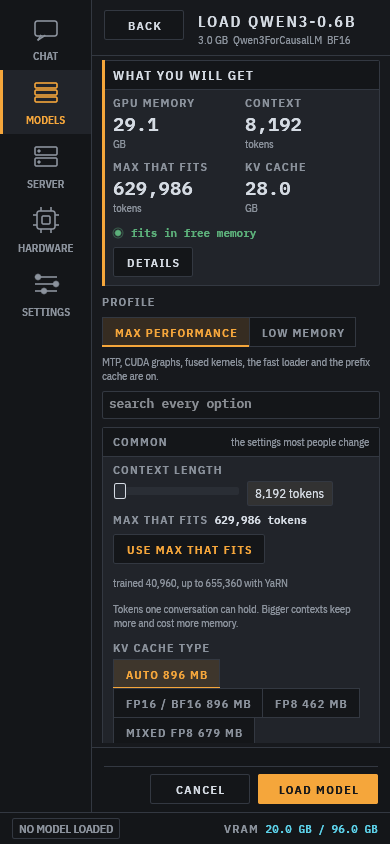 CHAT
MODELS
SERVER
HARDWARE
SETTINGS
BACK
LOAD QWEN3-0.6B
3.0 GB Qwen3ForCausalLM BF16
WHAT YOU WILL GET
GPU MEMORY
29.1
GB
CONTEXT
8,192
tokens
MAX THAT FITS
629,986
tokens
KV CACHE
28.0
GB
fits in free memory
DETAILS
PROFILE
MAX PERFORMANCE
LOW MEMORY
MTP, CUDA graphs, fused kernels, the fast loader and the prefix
cache are on.
search every option
COMMON
the settings most people change
CONTEXT LENGTH
8,192 tokens
MAX THAT FITS 629,986 tokens
USE MAX THAT FITS
trained 40,960, up to 655,360 with YaRN
Tokens one conversation can hold. Bigger contexts keep
more and cost more memory.
KV CACHE TYPE
AUTO 896 MB
FP16 / BF16 896 MB
FP8 462 MB
MIXED FP8 679 MB
CANCEL
LOAD MODEL
NO MODEL LOADED
VRAM 20.0 GB / 96.0 GB